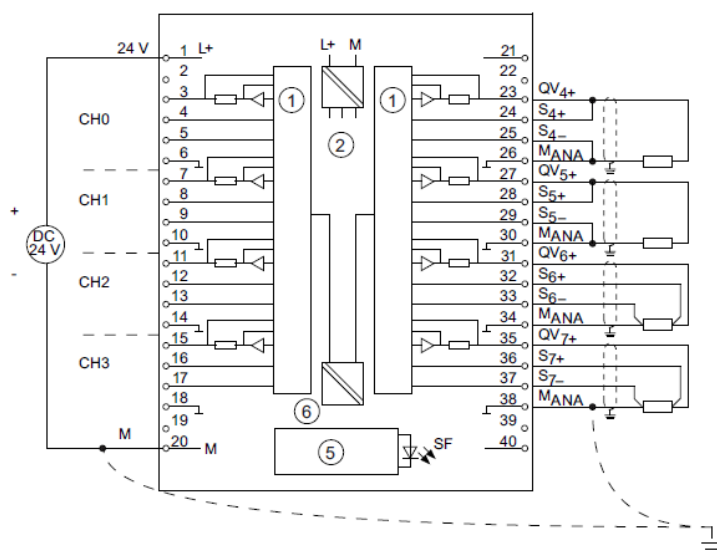 24 V 1 L+ L+ M 21
2 22
3 1 1 23 QV4+
CH0 4 24 S4+
5 2 25 S4−
6 26 MANA
7 27 QV5+
CH1 8 28 S5+
9 29 S5−
+ 10 30 MANA
DC 24 V
11 31 QV6+
- CH2 12 32 S6+
13 33 S6−
14 34 MANA
15 35 QV7+
CH3 16 36 S7+
17 37 S7−
18 6 38 MANA
19 39
M 20 M 5 SF 40